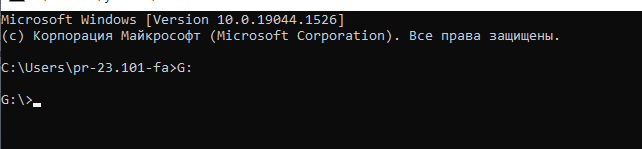 Microsoft Windows [Version 10.0.19044.1526]
(c) Корпорация Майкрософт (Microsoft Corporation). Все права защищены.
C:\Users\pr-23.101-fa>G:
G:\>